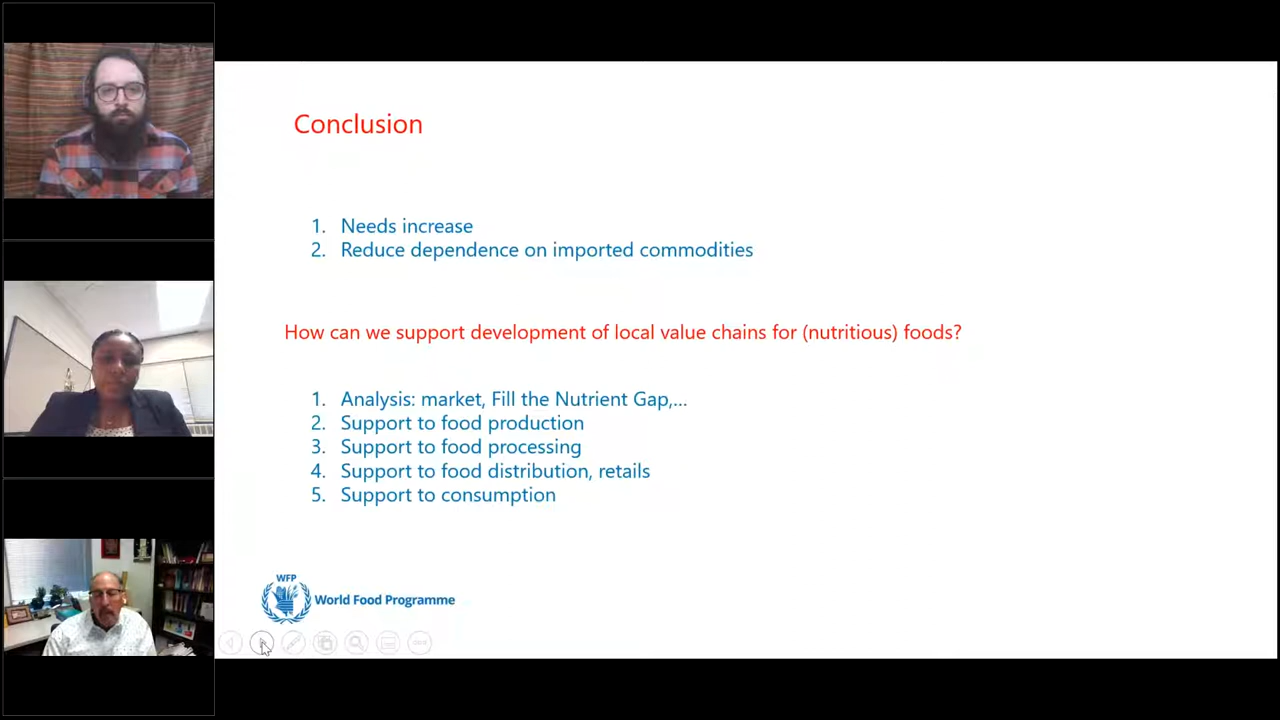 Conclusion
1. Needs increase
2. Reduce dependence on imported commodities
How can we support development of local value chains for (nutritious) foods?
1. Analysis: market, Fill the Nutrient Gap,...
2. Support to food production
3. Support to food processing
4. Support to food distribution, retails
5. Support to consumption
WFP
World Food Programme